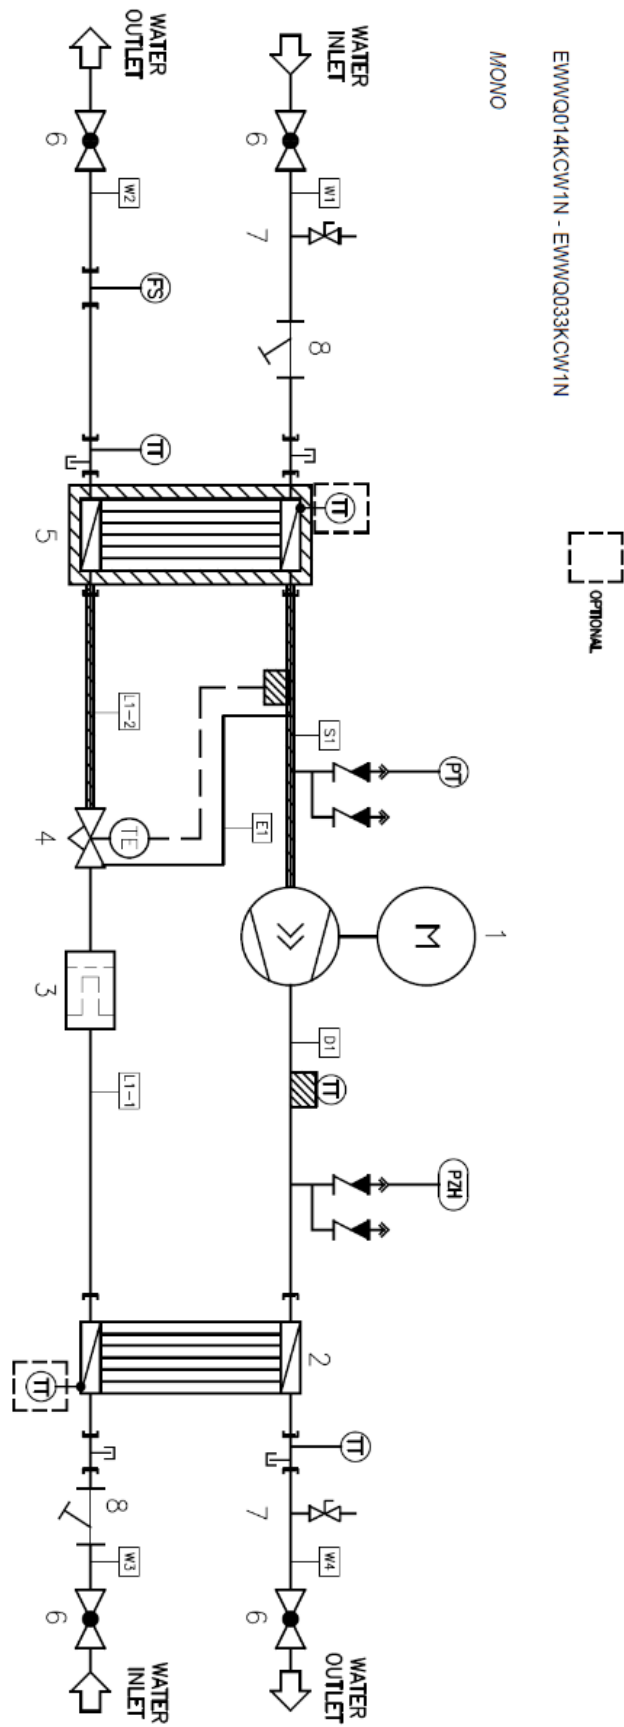 EWWQ014KCW1N - EWWQ033KCW1N
OPTIONAL
MONO
1
PT
M
PZH
WATER
INLET
W1
8
TT
S1
D1
TT
2
TT
W4
WATER
OUTLET
6
7
E1
7
6
WATER
OUTLET
W2
FS
TT
L1-2
TE
L1-1
8
W3
WATER
INLET
6
5
4
3
TT
6